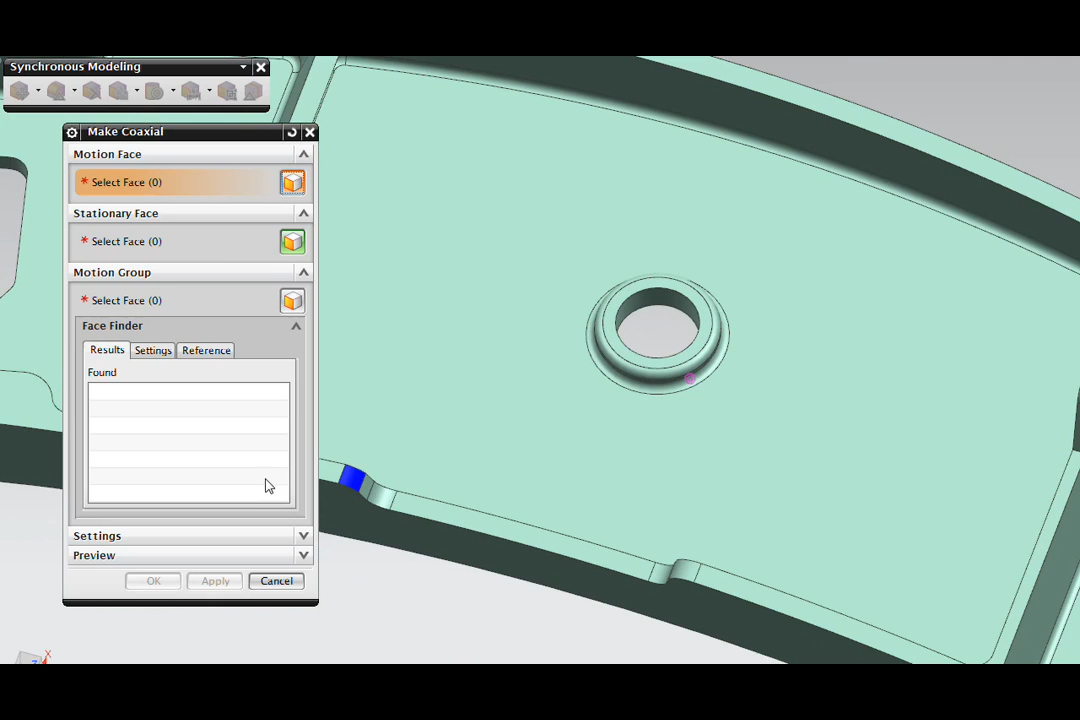 Synchronous Modeling
Make Coaxial
Motion Face
* Select Face (0)
Stationary Face
* Select Face (0)
Motion Group
* Select Face (0)
Face Finder
Results Settings Reference
Found
Settings
Preview
OK Apply Cancel
X